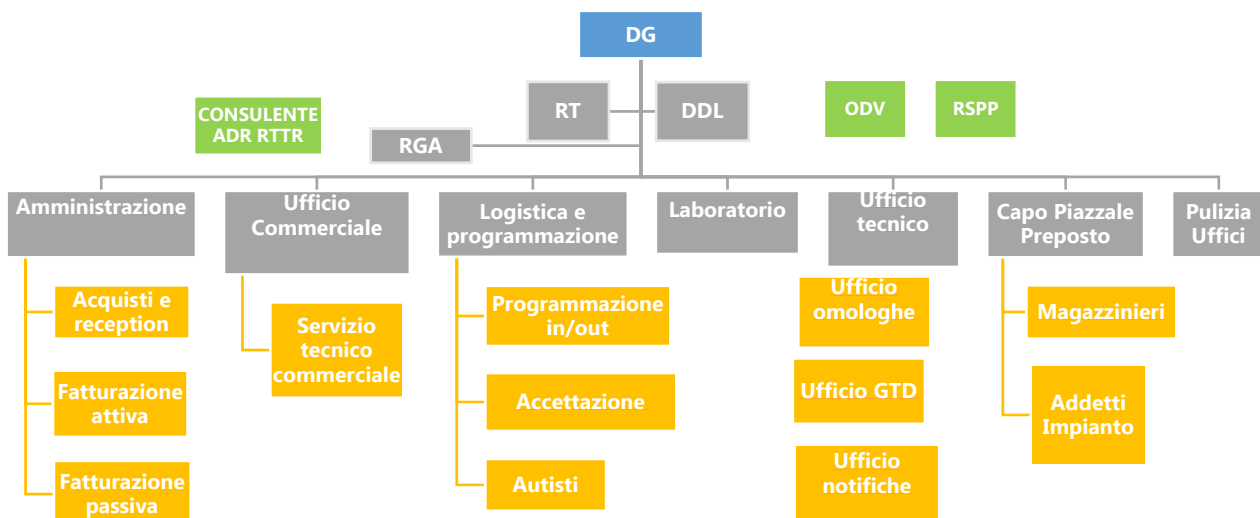 DG
RT
DDL
ODV
RSPP
CONSULENTE
ADR RTTR
RGA
Amministrazione
Ufficio
Commerciale
Logistica e
programmazione
Laboratorio
Ufficio
tecnico
Capo Piazzale
Preposto
Pulizia
Uffici
Acquisti e
reception
Fatturazione
attiva
Fatturazione
passiva
Servizio
tecnico
commerciale
Programmazione
in/out
Accettazione
Autisti
Ufficio
omologhe
Ufficio GTD
Ufficio
notifiche
Magazzinieri
Addetti
Impianto